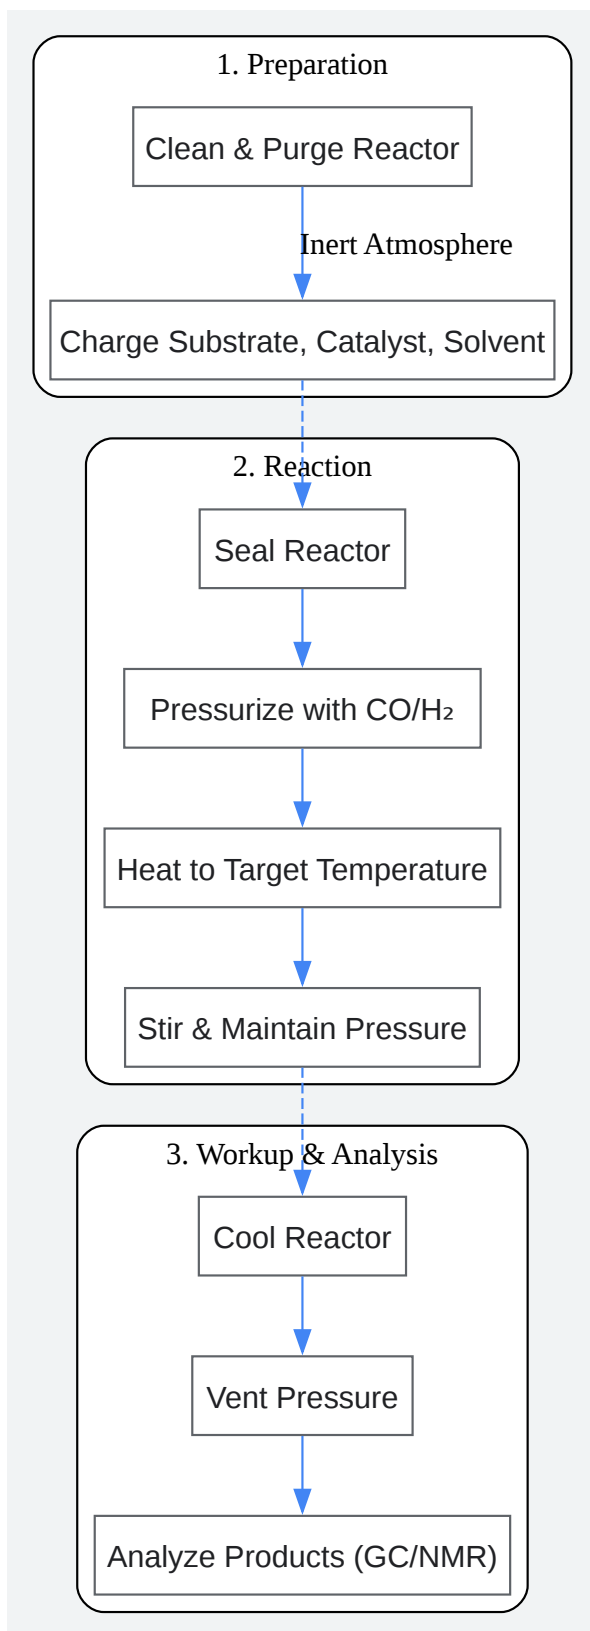 1. Preparation
Clean & Purge Reactor
Inert Atmosphere
Charge Substrate, Catalyst, Solvent
2. Reaction
Seal Reactor
Pressurize with CO/H₂
Heat to Target Temperature
Stir & Maintain Pressure
3. Workup & Analysis
Cool Reactor
Vent Pressure
Analyze Products (GC/NMR)